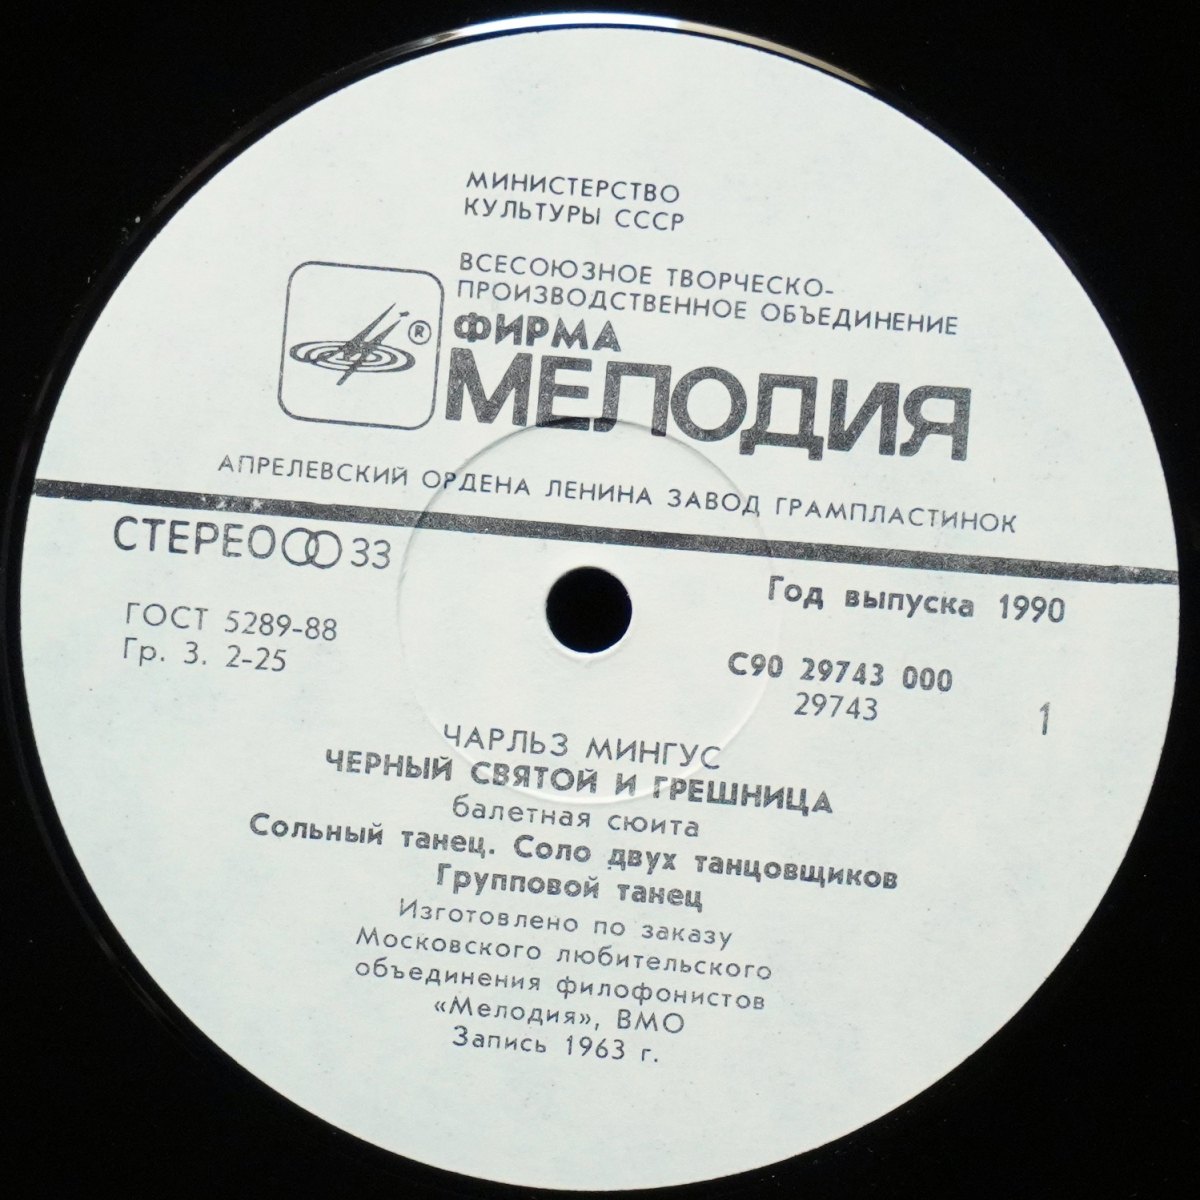 МИНИСТЕРСТВО
КУЛЬТУРЫ СССР
ВСЕСОЮЗНОЕ ТВОРЧЕСКО-
ПРОИЗВОДСТВЕННОЕ ОБЪЕДИНЕНИЕ
®
ФИРМА
МЕЛОДИЯ
АПРЕЛЕВСКИЙ ОРДЕНА ЛЕНИНА ЗАВОД ГРАМПЛАСТИНОК
СТЕРЕО 33
ГОСТ 5289-88
Гр. 3. 2-25
Год выпуска 1990
С90 29743 000
29743
1
ЧАРЛЬЗ МИНГУС
ЧЕРНЫЙ СВЯТОЙ И ГРЕШНИЦА
балетная сюита
Сольный танец. Соло двух танцовщиков
Групповой танец
Изготовлено по заказу
Московского любительского
объединения филофонистов
«Мелодия», ВМО
Запись 1963 г.